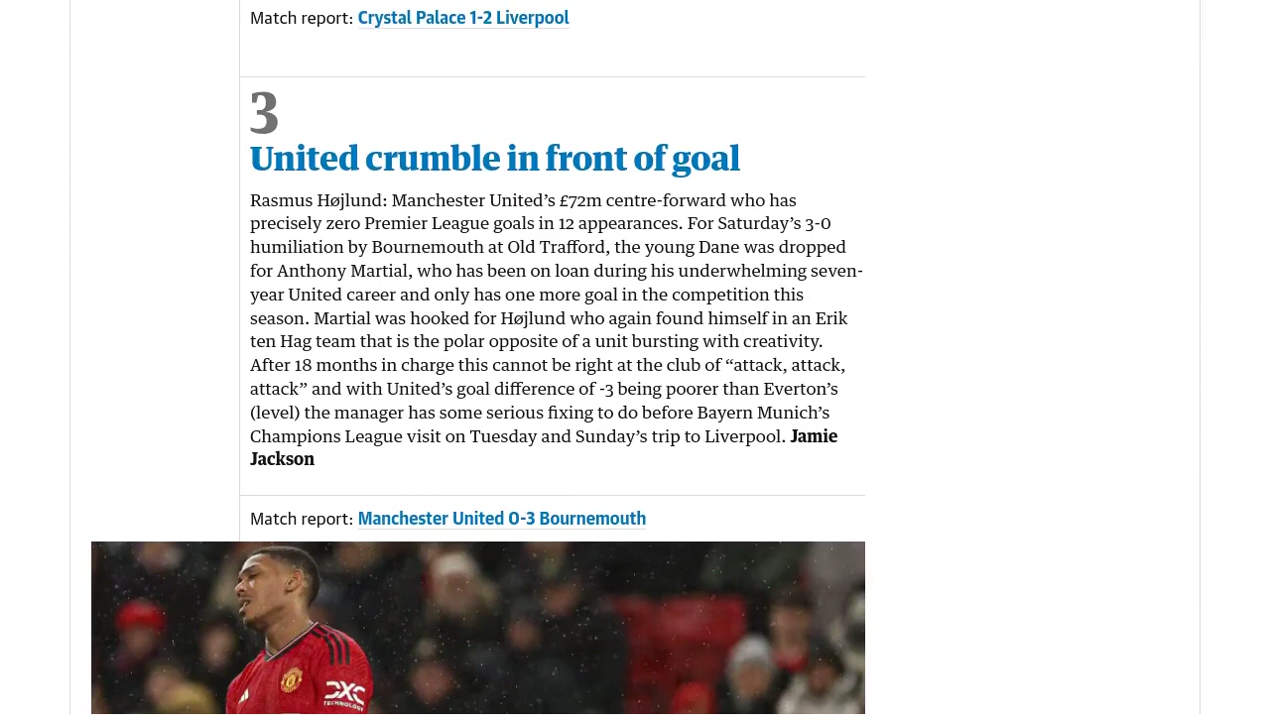 Match report: Crystal Palace 1-2 Liverpool
3
United crumble in front of goal
Rasmus Højlund: Manchester United’s £72m centre-forward who has
precisely zero Premier League goals in 12 appearances. For Saturday’s 3-0
humiliation by Bournemouth at Old Trafford, the young Dane was dropped
for Anthony Martial, who has been on loan during his underwhelming seven-
year United career and only has one more goal in the competition this
season. Martial was hooked for Højlund who again found himself in an Erik
ten Hag team that is the polar opposite of a unit bursting with creativity.
After 18 months in charge this cannot be right at the club of “attack, attack,
attack” and with United’s goal difference of -3 being poorer than Everton’s
(level) the manager has some serious fixing to do before Bayern Munich’s
Champions League visit on Tuesday and Sunday’s trip to Liverpool. Jamie
Jackson
Match report: Manchester United 0-3 Bournemouth
DXC
TECHNOLOGY